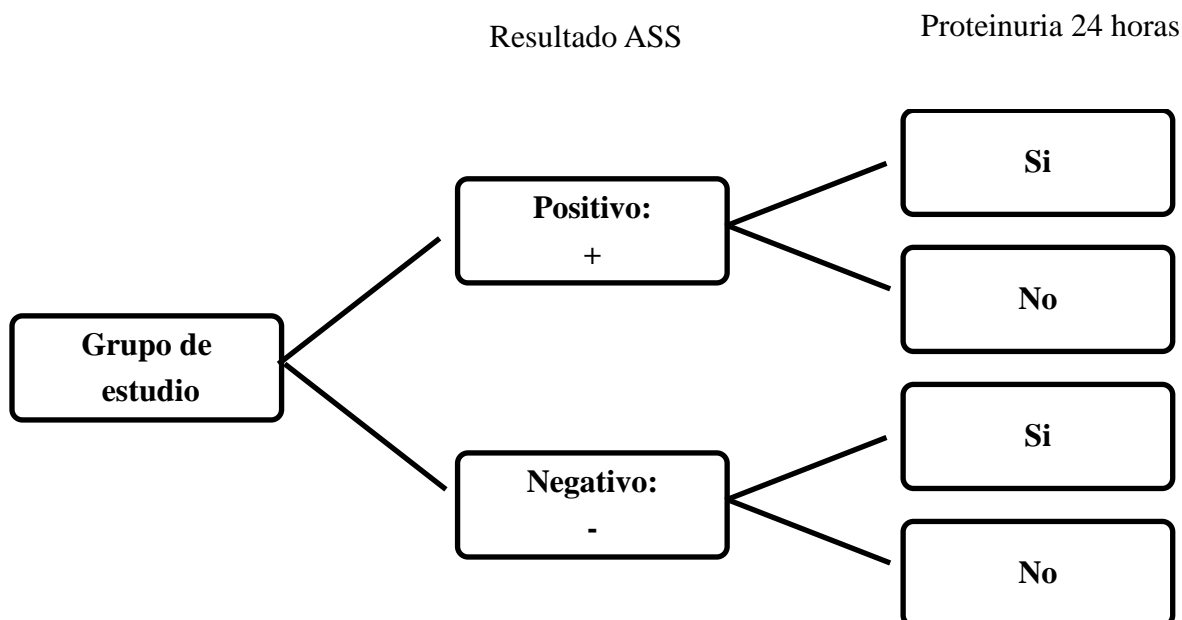 Resultado ASS
Proteinuria 24 horas
Grupo de
estudio
Positivo:
+
Si
No
Negativo:
-
Si
No